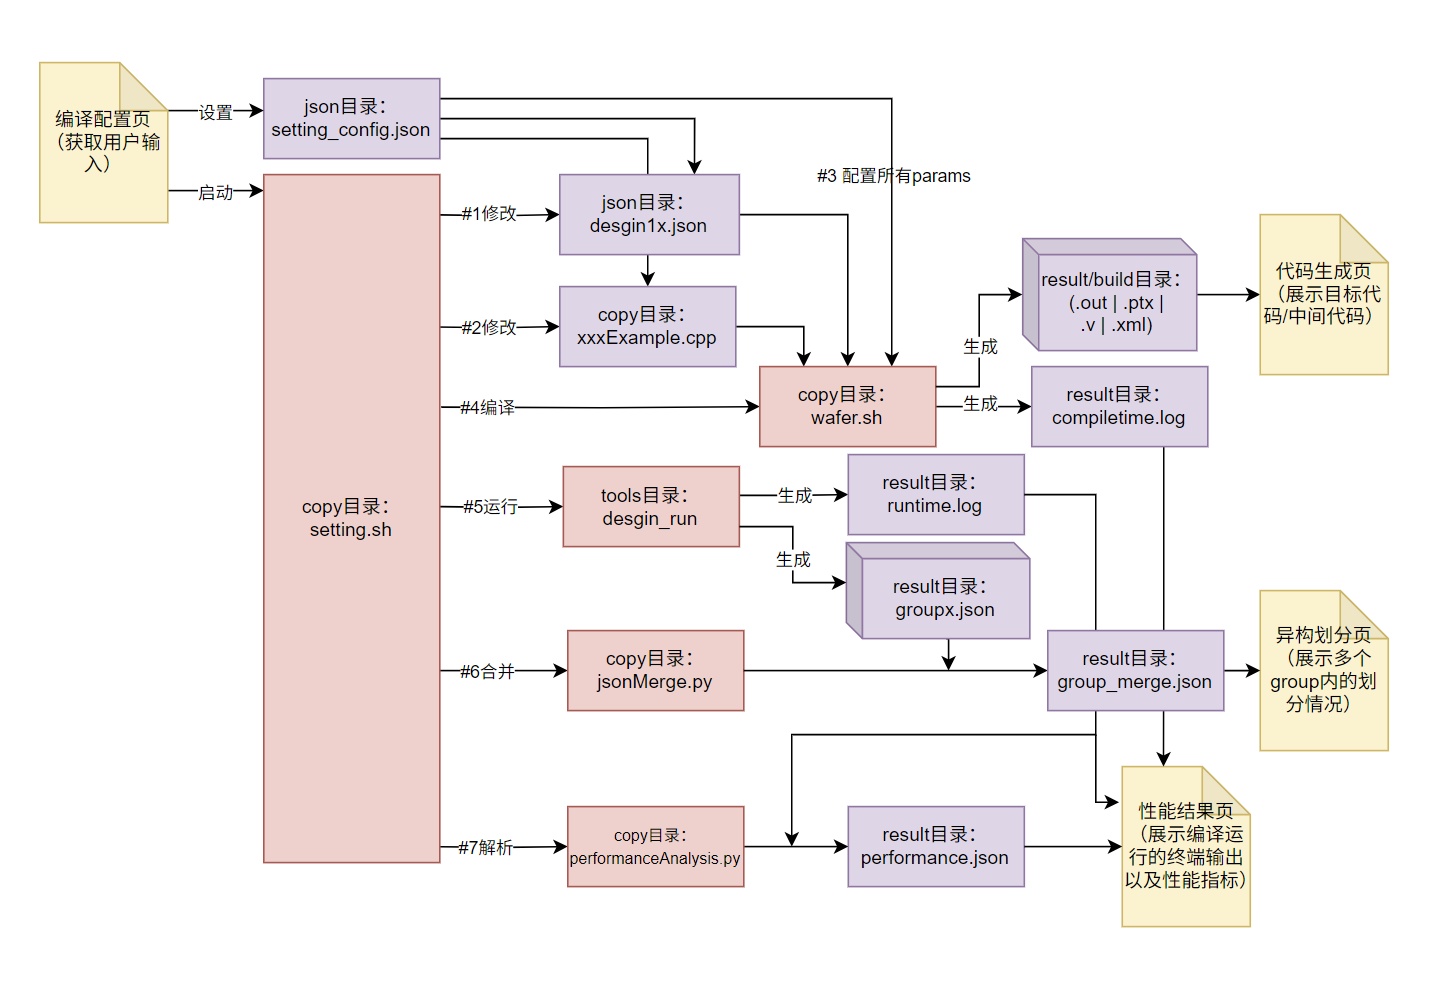 编译配置页
（获取用户输
入）
设置
启动
json目录：
setting_config.json
copy目录：
setting.sh
#1修改
json目录：
desgin1x.json
#2修改
copy目录：
xxxExample.cpp
#3 配置所有params
#4编译
copy目录：
wafer.sh
生成
result/build目录：
(.out | .ptx |
.v | .xml)
代码生成页
（展示目标代
码/中间代码）
生成
result目录：
compiletime.log
#5运行
tools目录：
desgin_run
生成
result目录：
runtime.log
生成
result目录：
groupx.json
#6合并
copy目录：
jsonMerge.py
result目录：
group_merge.json
异构划分页
（展示多个
group内的划
分情况）
#7解析
copy目录：
performanceAnalysis.py
result目录：
performance.json
性能结果页
（展示编译运
行的终端输出
以及性能指标）